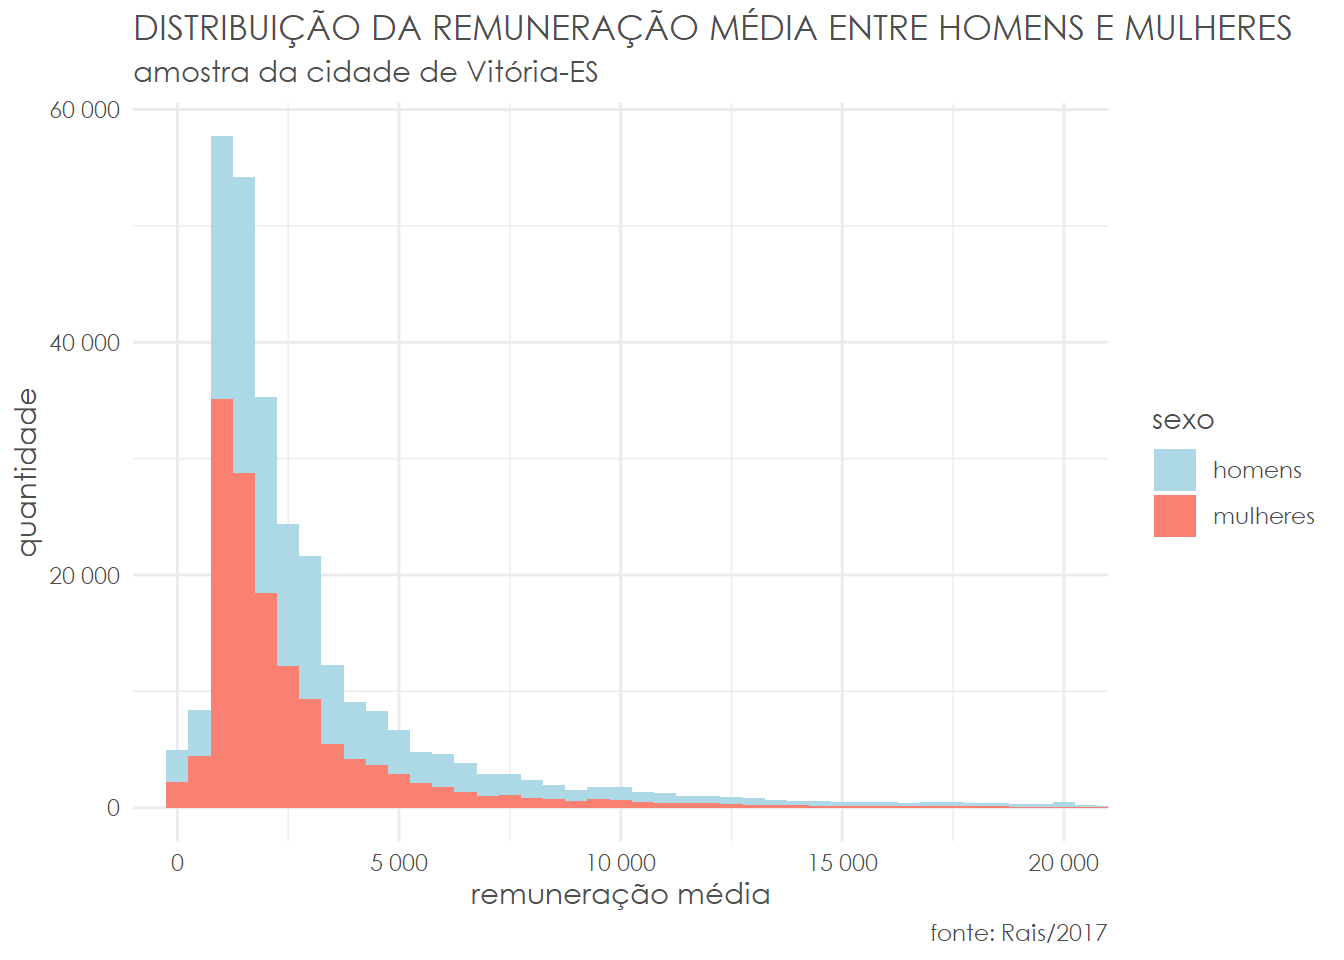 DISTRIBUIÇÃO DA REMUNERAÇÃO MÉDIA ENTRE HOMENS E MULHERES
amostra da cidade de Vitória-ES
60 000
40 000
20 000
0
quantidade
0 5 000 10 000 15 000 20 000
remuneração média
sexo
homens
mulheres
fonte: Rais/2017